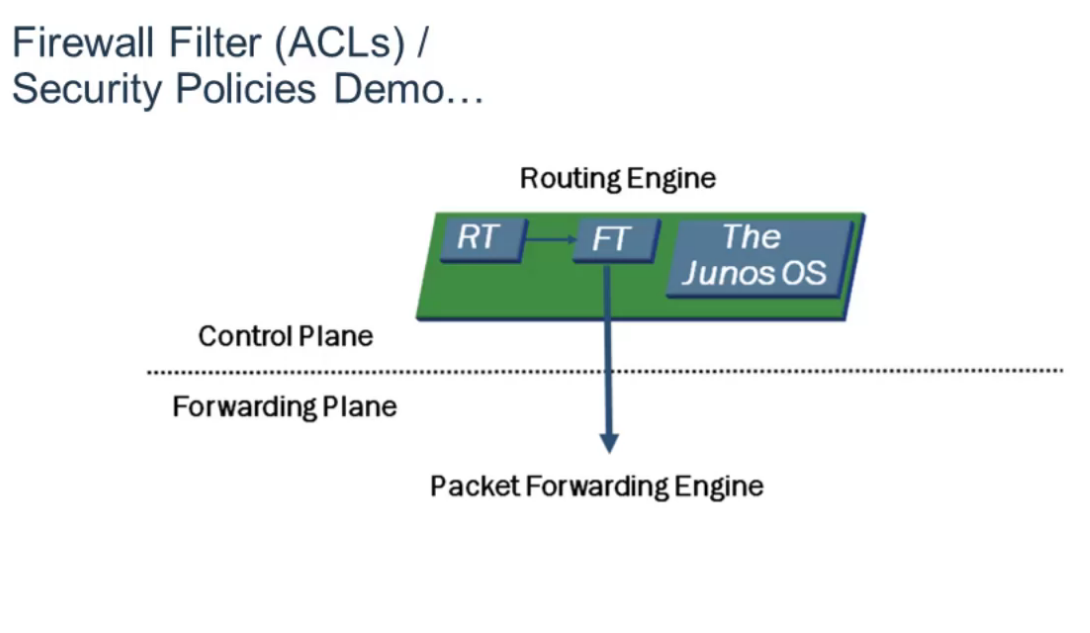 Firewall Filter (ACLs) /
Security Policies Demo...
Routing Engine
RT
FT
The
Junos OS
Control Plane
Forwarding Plane
Packet Forwarding Engine